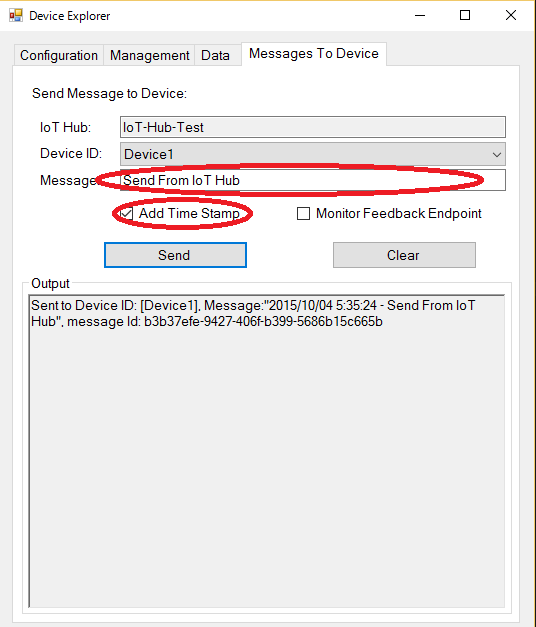 Device Explorer
Configuration Management Data Messages To Device
Send Message to Device:
IoT Hub: IoT-Hub-Test
Device ID: Device1
Message: Send From IoT Hub
Add Time Stamp Monitor Feedback Endpoint
Send Clear
Output
Sent to Device ID: [Device1], Message:"2015/10/04 5:35:24 - Send From IoT
Hub", message Id: b3b37efe-9427-406f-b399-5686b15c665b